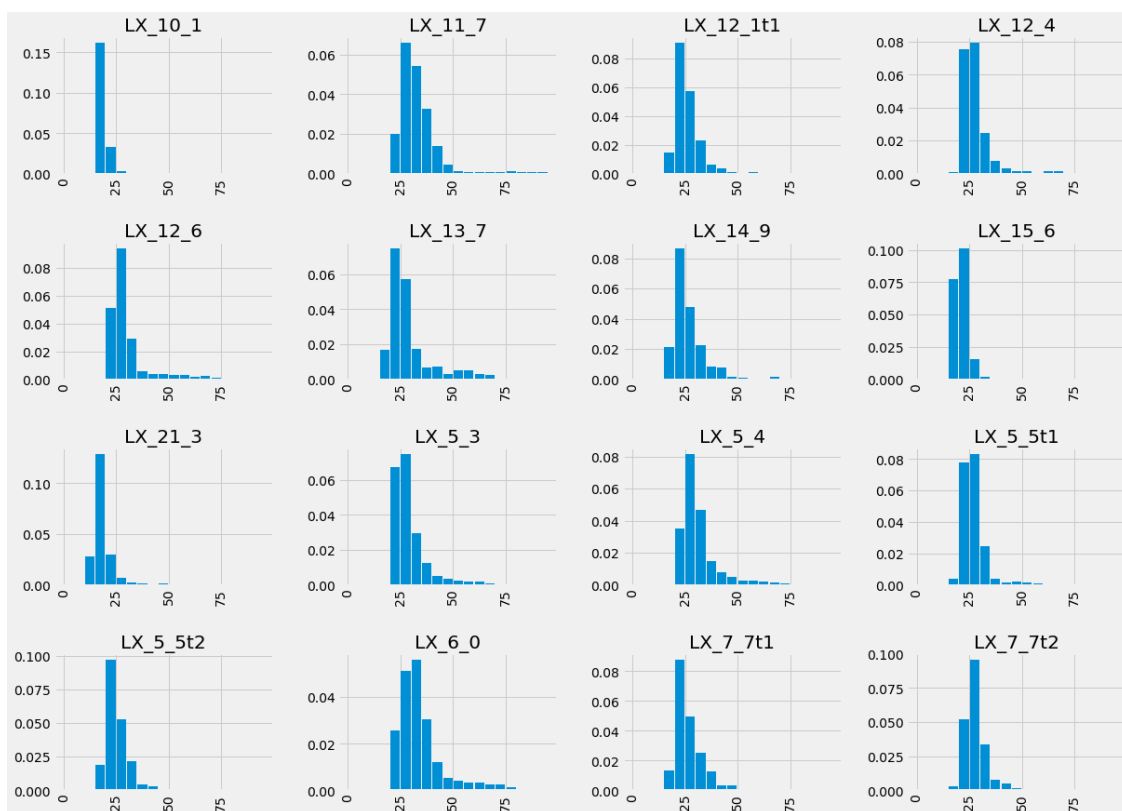 LX_10_1 LX_11_7 LX_12_1t1 LX_12_4
0.15 0.10 0.05 0.00
0.06 0.04 0.02 0.00
0.08 0.06 0.04 0.02 0.00
0.08 0.06 0.04 0.02 0.00
0 25 50 75 0 25 50 75 0 25 50 75 0 25 50 75
LX_12_6 LX_13_7 LX_14_9 LX_15_6
0.08 0.06 0.04 0.02 0.00
0.06 0.04 0.02 0.00
0.08 0.06 0.04 0.02 0.00
0.100 0.075 0.050 0.025 0.000
0 25 50 75 0 25 50 75 0 25 50 75 0 25 50 75
LX_21_3 LX_5_3 LX_5_4 LX_5_5t1
0.10 0.05 0.00
0.06 0.04 0.02 0.00
0.08 0.06 0.04 0.02 0.00
0.08 0.06 0.04 0.02 0.00
0 25 50 75 0 25 50 75 0 25 50 75 0 25 50 75
LX_5_5t2 LX_6_0 LX_7_7t1 LX_7_7t2
0.100 0.075 0.050 0.025 0.000
0.04 0.02 0.00
0.08 0.06 0.04 0.02 0.00
0.100 0.075 0.050 0.025 0.000
0 25 50 75 0 25 50 75 0 25 50 75 0 25 50 75